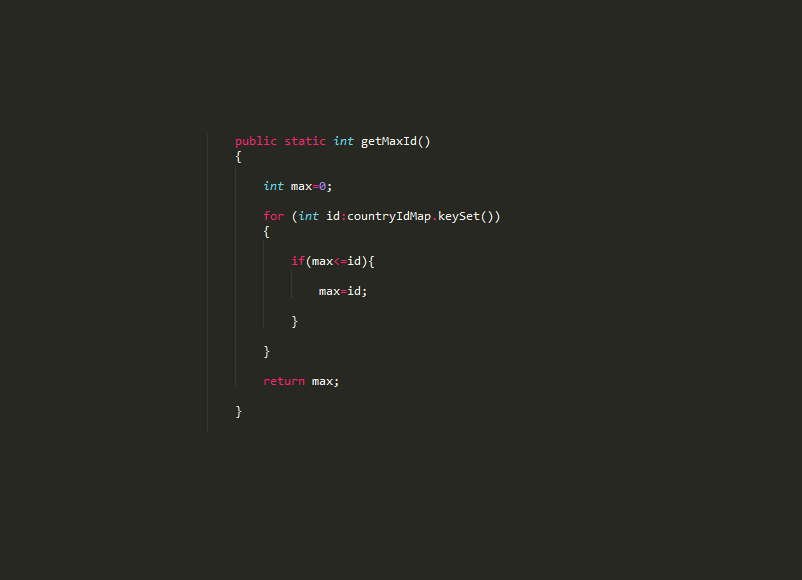 public static int getMaxId()
{
int max=0;
for (int id:countryIdMap.keySet())
{
if(max<=id){
max=id;
}
}
return max;
}